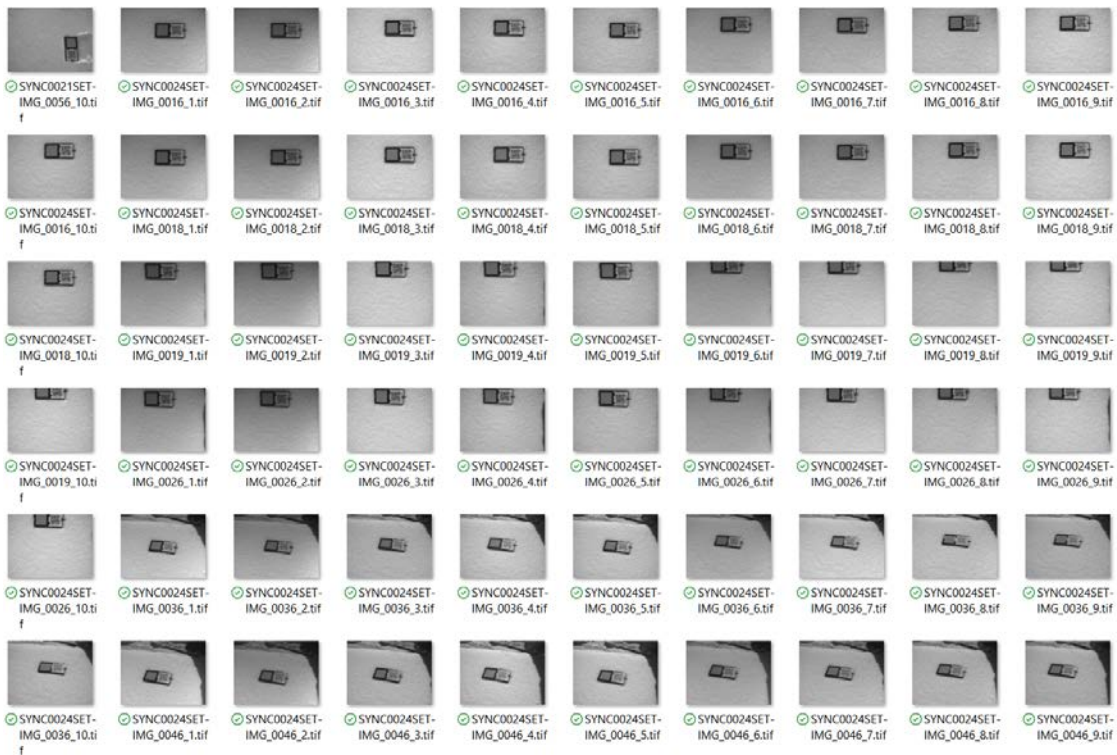 SYNC0021SET- SYNC0024SET- SYNC0024SET- SYNC0024SET- SYNC0024SET- SYNC0024SET- SYNC0024SET- SYNC0024SET- SYNC0024SET- SYNC0024SET-
IMG_0056_10.ti IMG_0016_1.tif IMG_0016_2.tif IMG_0016_3.tif IMG_0016_4.tif IMG_0016_5.tif IMG_0016_6.tif IMG_0016_7.tif IMG_0016_8.tif IMG_0016_9.tif
f
SYNC0024SET- SYNC0024SET- SYNC0024SET- SYNC0024SET- SYNC0024SET- SYNC0024SET- SYNC0024SET- SYNC0024SET- SYNC0024SET- SYNC0024SET-
IMG_0016_10.ti IMG_0018_1.tif IMG_0018_2.tif IMG_0018_3.tif IMG_0018_4.tif IMG_0018_5.tif IMG_0018_6.tif IMG_0018_7.tif IMG_0018_8.tif IMG_0018_9.tif
f
SYNC0024SET- SYNC0024SET- SYNC0024SET- SYNC0024SET- SYNC0024SET- SYNC0024SET- SYNC0024SET- SYNC0024SET- SYNC0024SET- SYNC0024SET-
IMG_0018_10.ti IMG_0019_1.tif IMG_0019_2.tif IMG_0019_3.tif IMG_0019_4.tif IMG_0019_5.tif IMG_0019_6.tif IMG_0019_7.tif IMG_0019_8.tif IMG_0019_9.tif
f
SYNC0024SET- SYNC0024SET- SYNC0024SET- SYNC0024SET- SYNC0024SET- SYNC0024SET- SYNC0024SET- SYNC0024SET- SYNC0024SET- SYNC0024SET-
IMG_0019_10.ti IMG_0026_1.tif IMG_0026_2.tif IMG_0026_3.tif IMG_0026_4.tif IMG_0026_5.tif IMG_0026_6.tif IMG_0026_7.tif IMG_0026_8.tif IMG_0026_9.tif
f
SYNC0024SET- SYNC0024SET- SYNC0024SET- SYNC0024SET- SYNC0024SET- SYNC0024SET- SYNC0024SET- SYNC0024SET- SYNC0024SET- SYNC0024SET-
IMG_0026_10.ti IMG_0036_1.tif IMG_0036_2.tif IMG_0036_3.tif IMG_0036_4.tif IMG_0036_5.tif IMG_0036_6.tif IMG_0036_7.tif IMG_0036_8.tif IMG_0036_9.tif
f
SYNC0024SET- SYNC0024SET- SYNC0024SET- SYNC0024SET- SYNC0024SET- SYNC0024SET- SYNC0024SET- SYNC0024SET- SYNC0024SET- SYNC0024SET-
IMG_0036_10.ti IMG_0046_1.tif IMG_0046_2.tif IMG_0046_3.tif IMG_0046_4.tif IMG_0046_5.tif IMG_0046_6.tif IMG_0046_7.tif IMG_0046_8.tif IMG_0046_9.tif
f